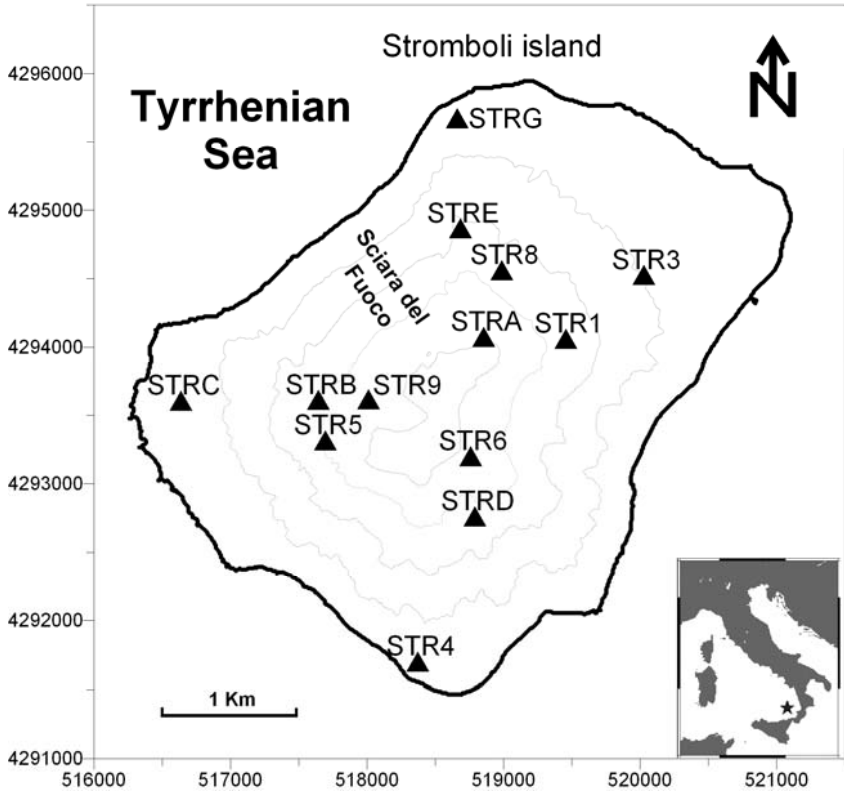 Stromboli island
4296000
Tyrrhenian
Sea
N
STRG
4295000
STRE
Sciara del
Fuoco
STR8
STR3
STRA
STR1
4294000
STRC
STRB
STR9
STR5
STR6
4293000
STRD
4292000
STR4
1 Km
4291000
516000
517000
518000
519000
520000
521000